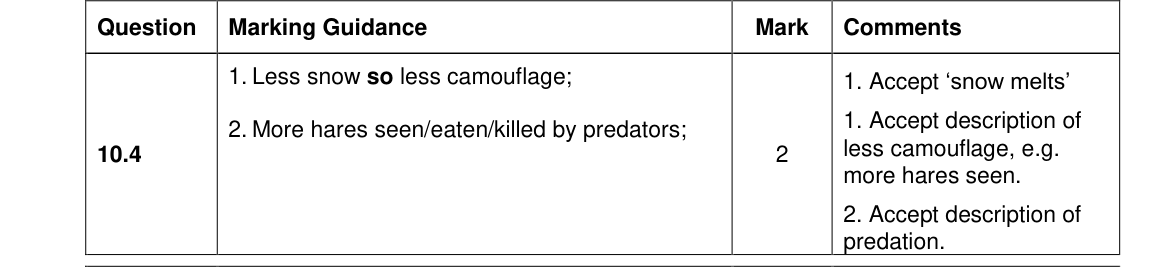 Question Marking Guidance Mark Comments
1. Less snow so less camouflage;
2. More hares seen/eaten/killed by predators;
10.4
2
1. Accept ‘snow melts’
1. Accept description of
less camouflage, e.g.
more hares seen.
2. Accept description of
predation.